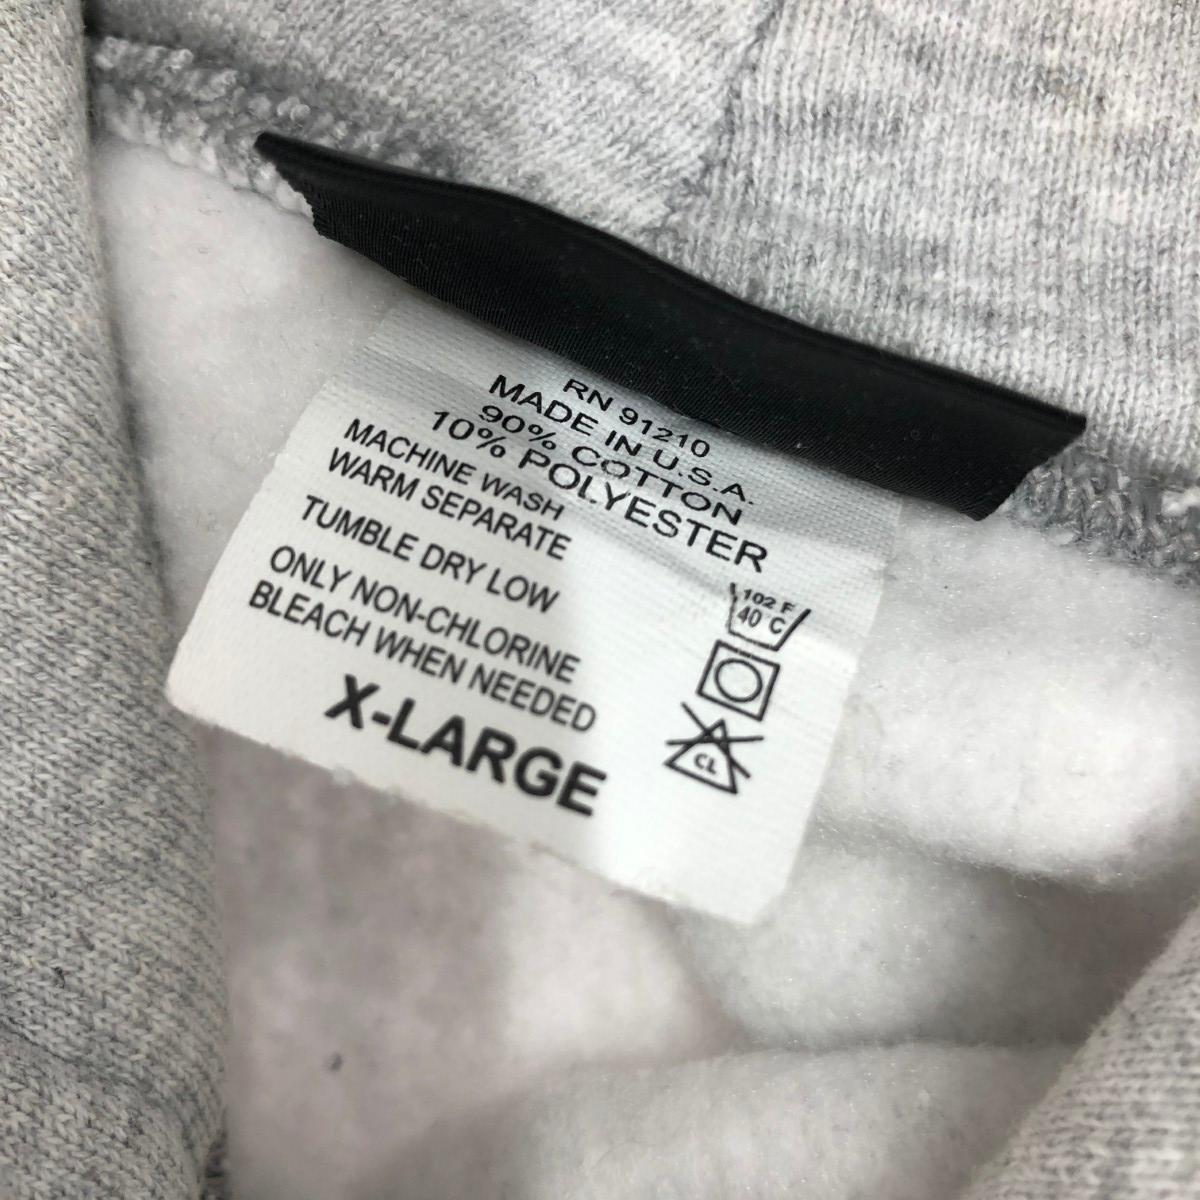 RN 91210
MADE IN U.S.A.
90% COTTON
10% POLYESTER
MACHINE WASH
WARM SEPARATE
TUMBLE DRY LOW
ONLY NON-CHLORINE
BLEACH WHEN NEEDED
X-LARGE
102 F
40 C
CL